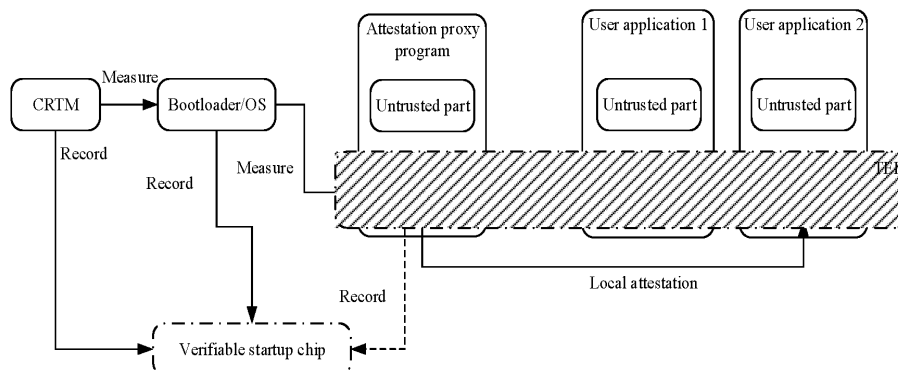 Attestation proxy
program
User application 1
User application 2
Untrusted part
Untrusted part
Untrusted part
Measure
CRTM
Bootloader/OS
Record
Record
Measure
Local attestation
Record
Verifiable startup chip